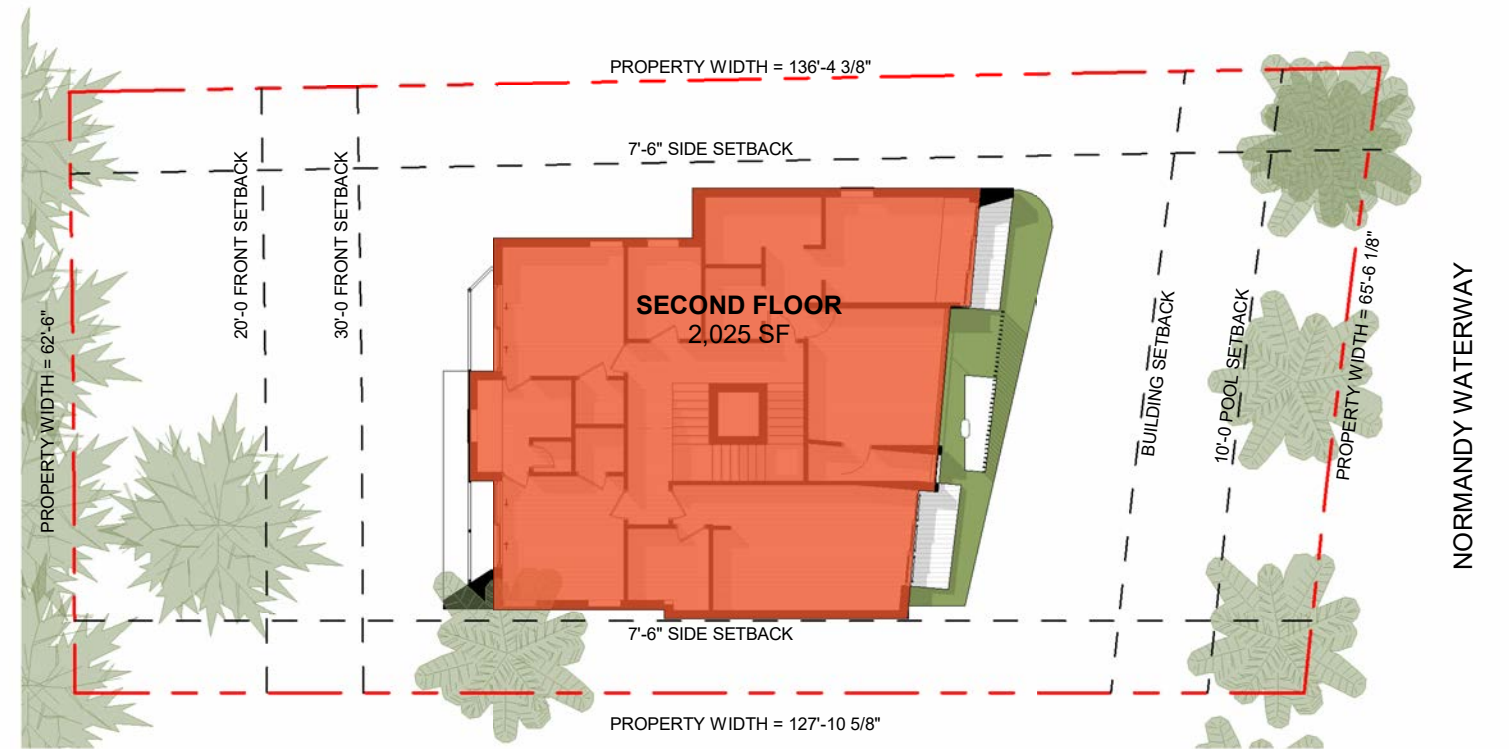 PROPERTY WIDTH = 136'-4 3/8"
7'-6" SIDE SETBACK
20'-0 FRONT SETBACK
30'-0 FRONT SETBACK
PROPERTY WIDTH = 62'-6"
SECOND FLOOR
2,025 SF
BUILDING SETBACK
10'-0 POOL SETBACK
PROPERTY WIDTH = 65'-6 1/8"
NORMANDY WATERWAY
7'-6" SIDE SETBACK
PROPERTY WIDTH = 127'-10 5/8"